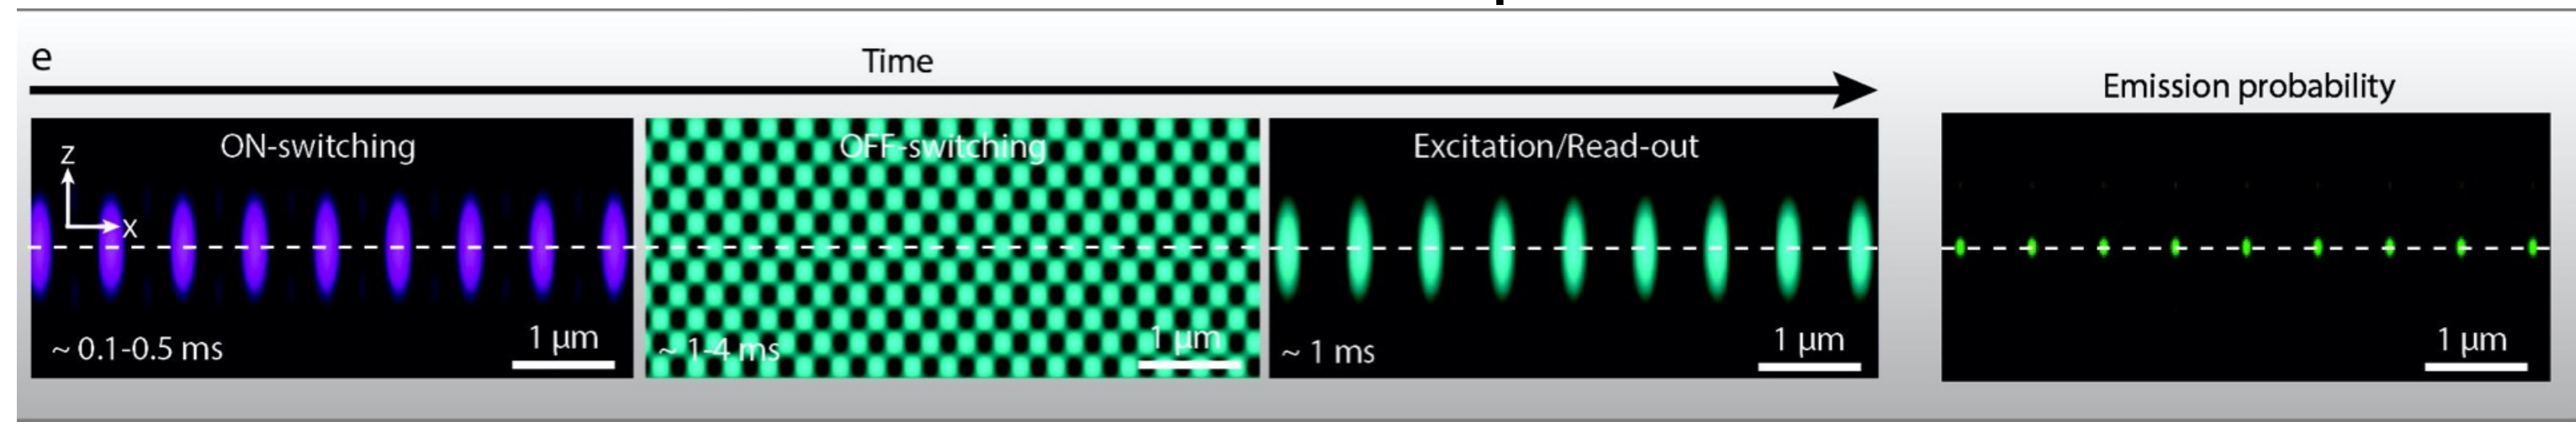 e
Time
Emission probability
ON-switching
OFF-switching
Excitation/Read-out
Z
X
~ 0.1-0.5 ms
1 µm
~ 1-4 ms
1 µm
~ 1 ms
1 µm
1 µm